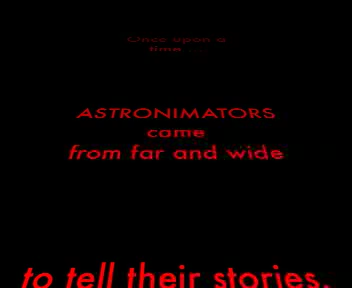 Once upon a
time ...
ASTRONIMATORS
came
from far and wide
to tell their stories.